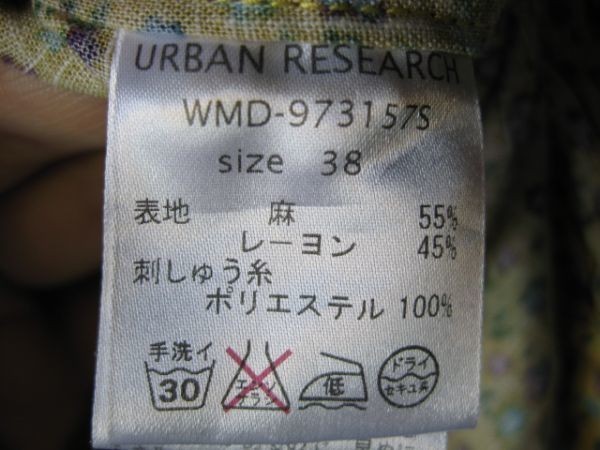 URBAN RESEARCH
WMD-973157S
size 38
表地 麻 55%
レーヨン 45%
刺しゅう糸
ポリエステル 100%
手洗イ
30
エンソ
サラシ
低
ドライ
セキユ系